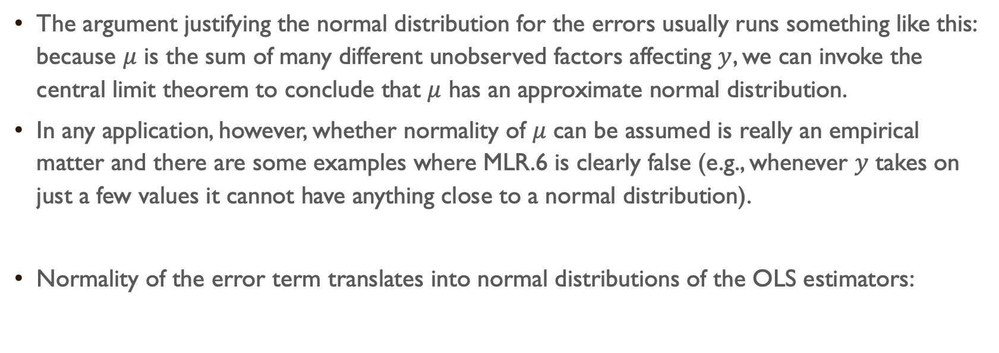 • The argument justifying the normal distribution for the errors usually runs something like this:
because μ is the sum of many different unobserved factors affecting y, we can invoke the
central limit theorem to conclude that μ has an approximate normal distribution.
• In any application, however, whether normality of μ can be assumed is really an empirical
matter and there are some examples where MLR.6 is clearly false (e.g., whenever y takes on
just a few values it cannot have anything close to a normal distribution).
• Normality of the error term translates into normal distributions of the OLS estimators: